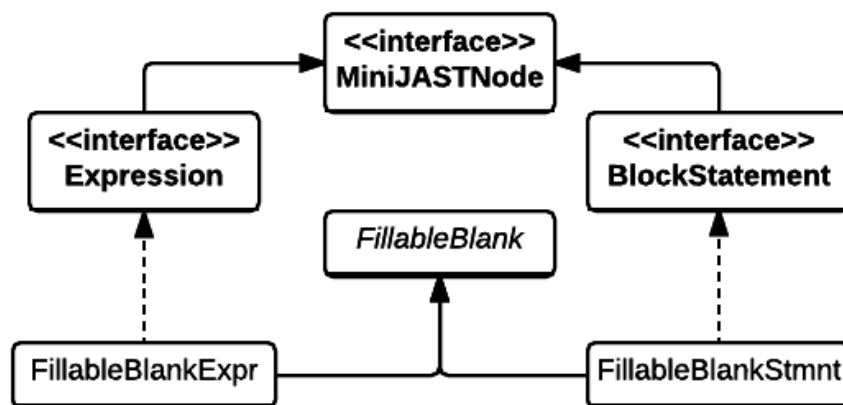 <<interface>>
MiniJASTNode
<<interface>>
Expression
<<interface>>
BlockStatement
FillableBlank
FillableBlankExpr
FillableBlankStmnt